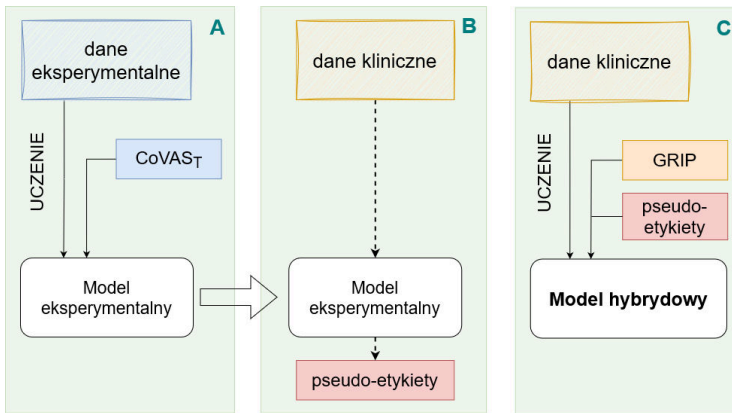 A
dane
eksperymentalne
UCZENIE
CoVAS_T
Model
eksperymentalny
B
dane kliniczne
Model
eksperymentalny
pseudo-etykiety
C
dane kliniczne
UCZENIE
GRIP
pseudo-
etykiety
Model hybrydowy